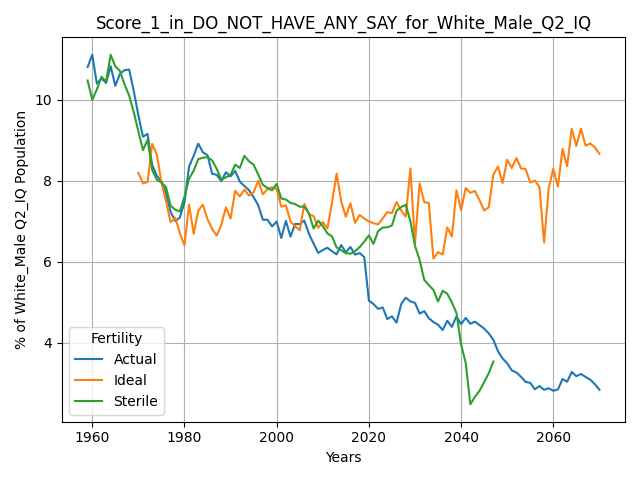 Score_1_in_DO_NOT_HAVE_ANY_SAY_for_White_Male_Q2_IQ
% of White_Male Q2_IQ Population
10
8
6
4
Fertility
Actual
Ideal
Sterile
1960
1980
2000
2020
2040
2060
Years